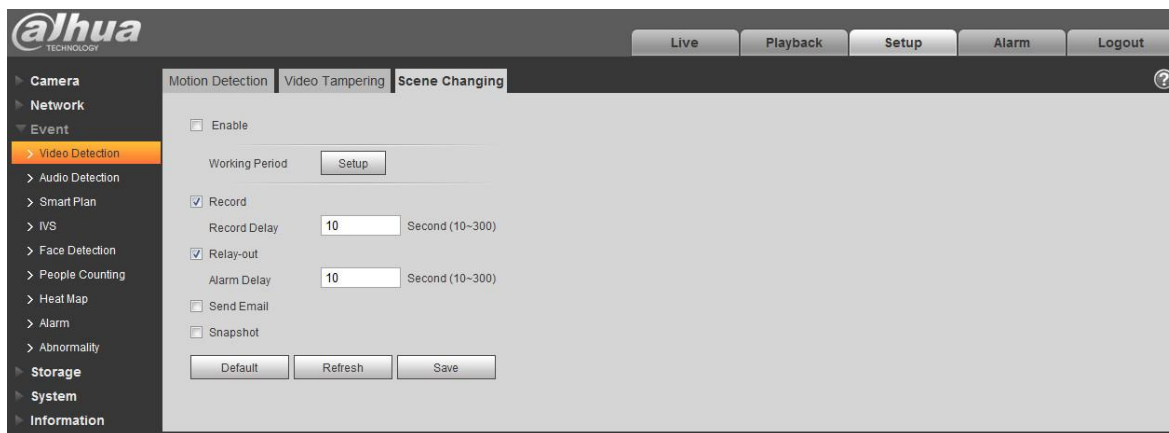 alhua
TECHNOLOGY
Live Playback Setup Alarm Logout
Camera
Network
Event
Video Detection
Audio Detection
Smart Plan
IVS
Face Detection
People Counting
Heat Map
Alarm
Abnormality
Storage
System
Information
Motion Detection Video Tampering Scene Changing ?
Enable
Working Period Setup
Record
Record Delay 10 Second (10~300)
Relay-out
Alarm Delay 10 Second (10~300)
Send Email
Snapshot
Default Refresh Save